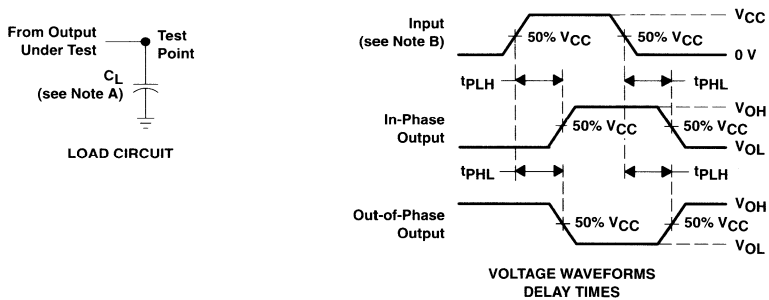 From Output
Under Test
Test
Point
CL
(see Note A)
LOAD CIRCUIT
Input
(see Note B)
50% VCC
50% VCC
VCC
0 V
tPLH
tPHL
In-Phase
Output
50% VCC
50% VCC
VOH
VOL
tPHL
tPLH
Out-of-Phase
Output
50% VCC
50% VCC
VOH
VOL
VOLTAGE WAVEFORMS
DELAY TIMES